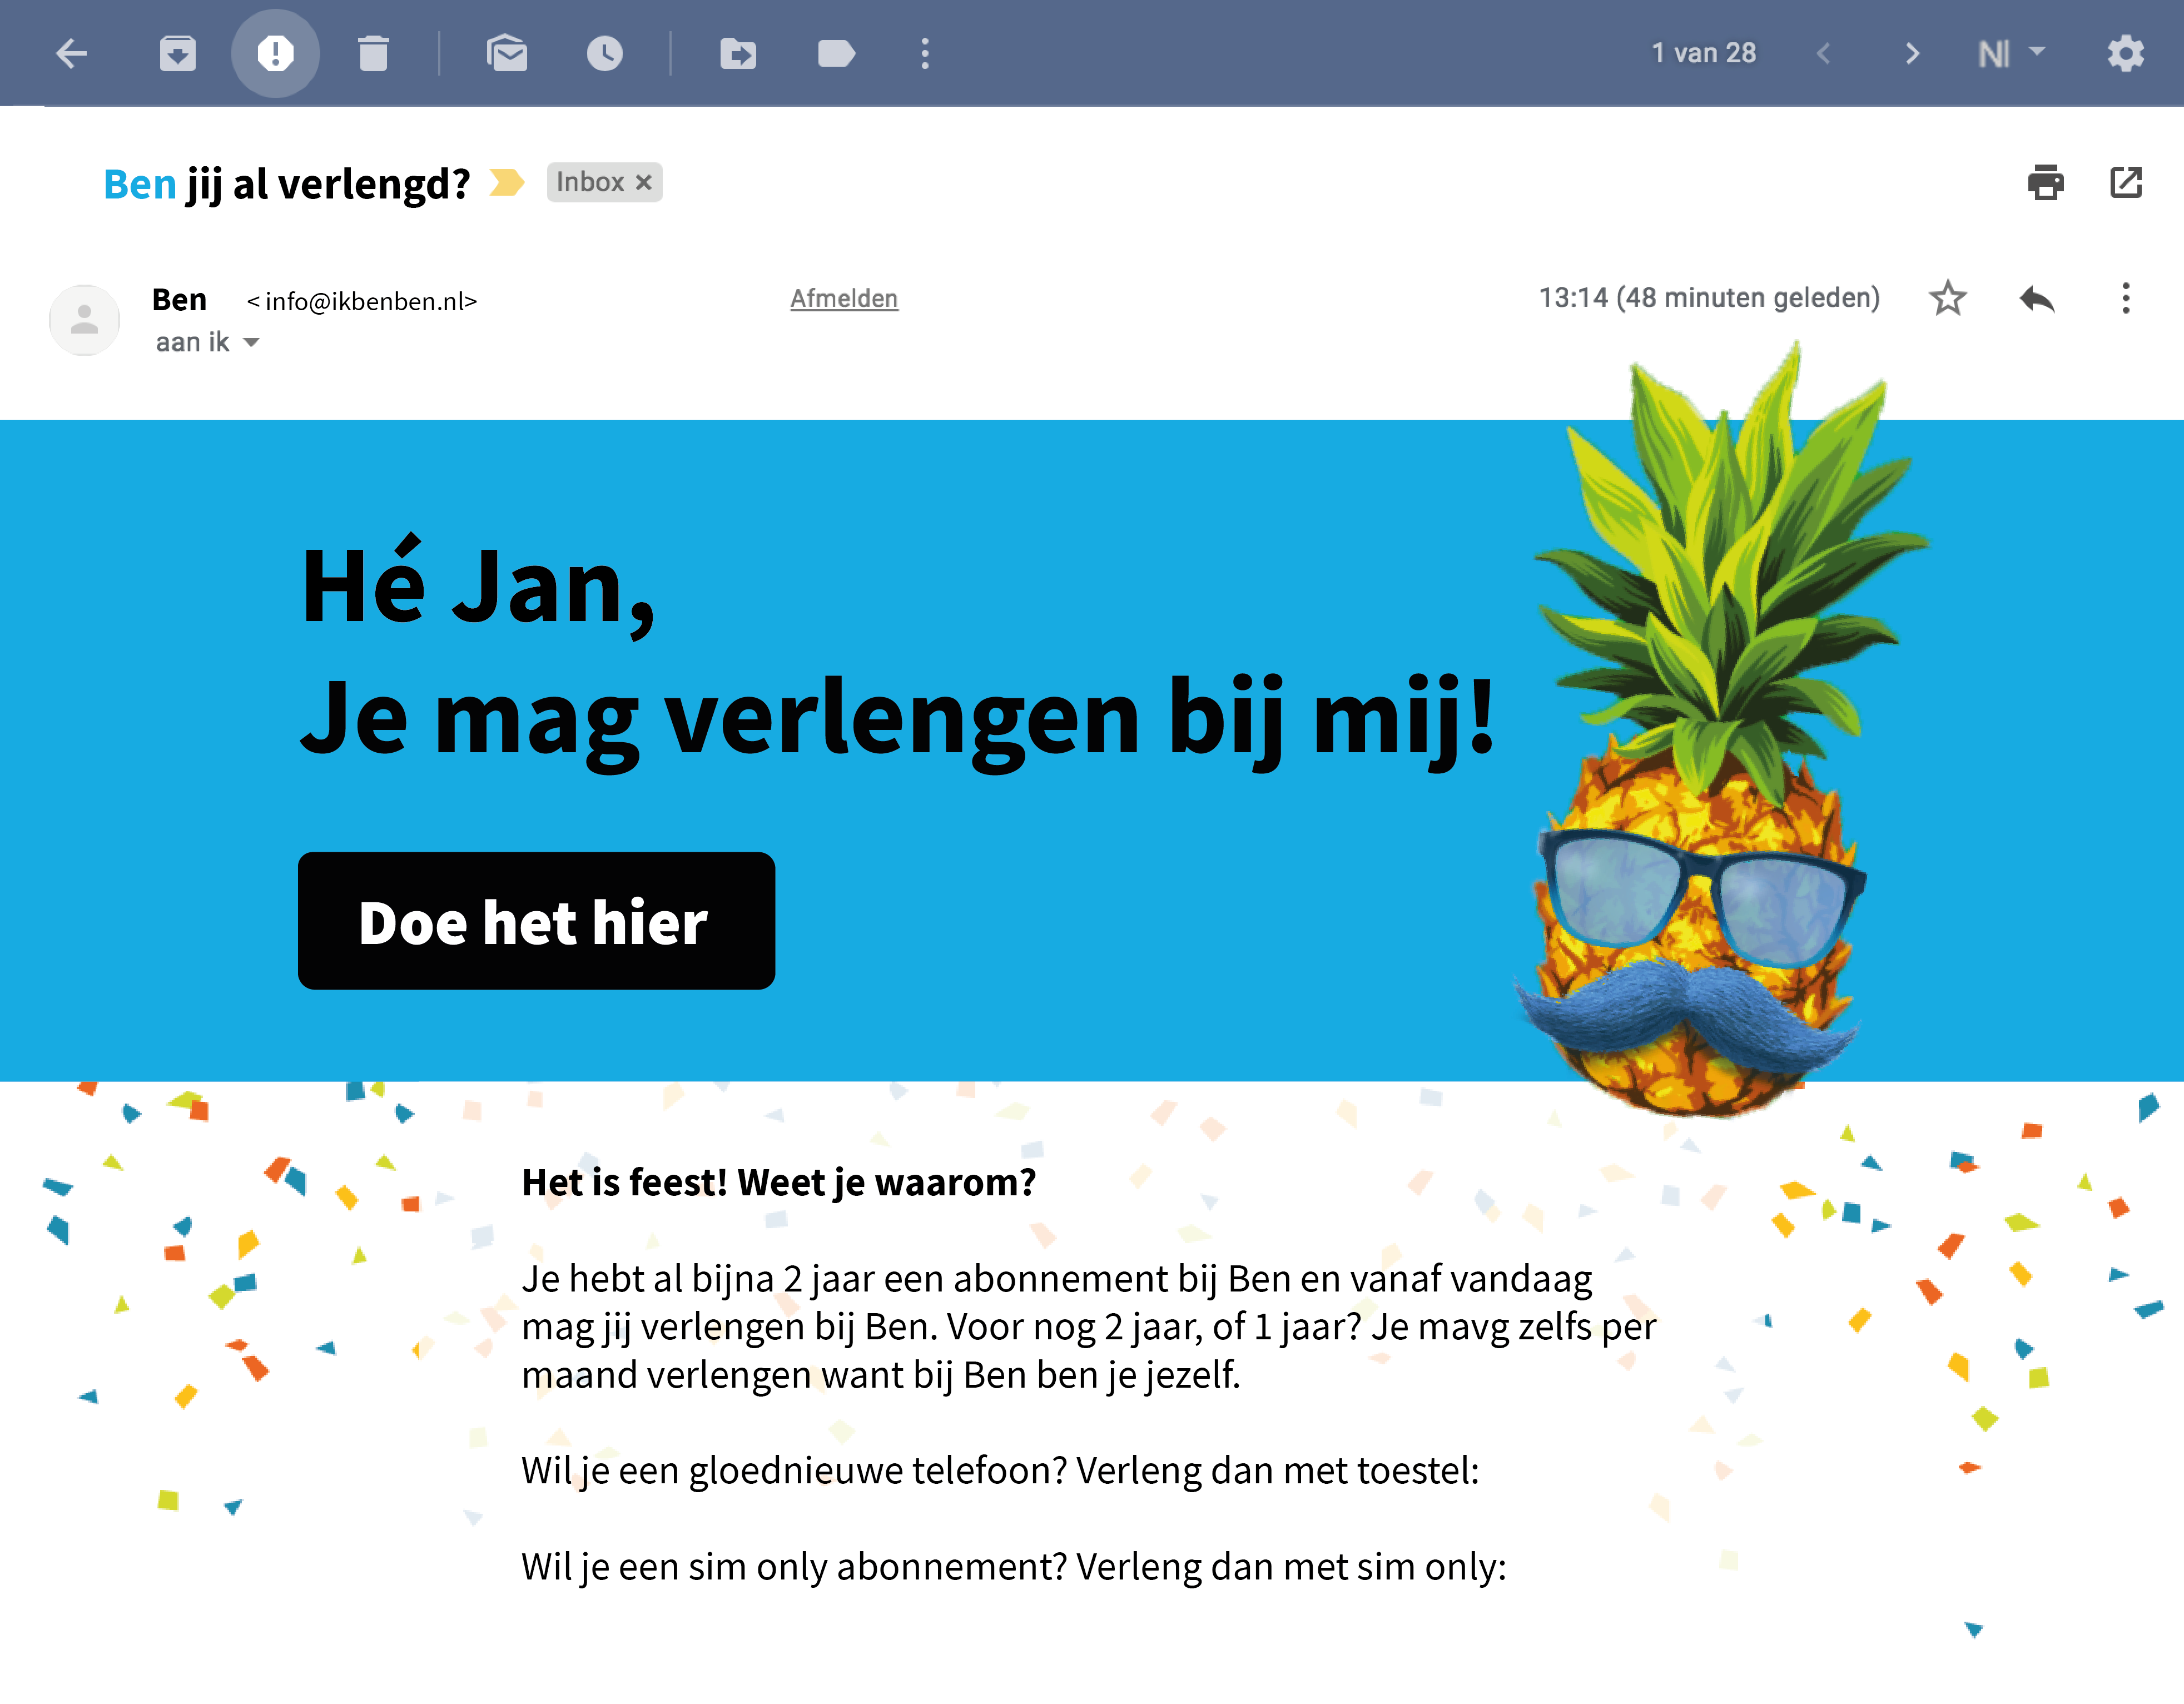 1 van 28
Nl
Ben jij al verlengd?
Inbox
Ben <info@ikbenben.nl>
Afmelden
13:14 (48 minuten geleden)
aan ik
Hé Jan,
Je mag verlengen bij mij!
Doe het hier
Het is feest! Weet je waarom?
Je hebt al bijna 2 jaar een abonnement bij Ben en vanaf vandaag
mag jij verlengen bij Ben. Voor nog 2 jaar, of 1 jaar? Je mavg zelfs per
maand verlengen want bij Ben ben je jezelf.
Wil je een gloednieuwe telefoon? Verleng dan met toestel:
Wil je een sim only abonnement? Verleng dan met sim only: